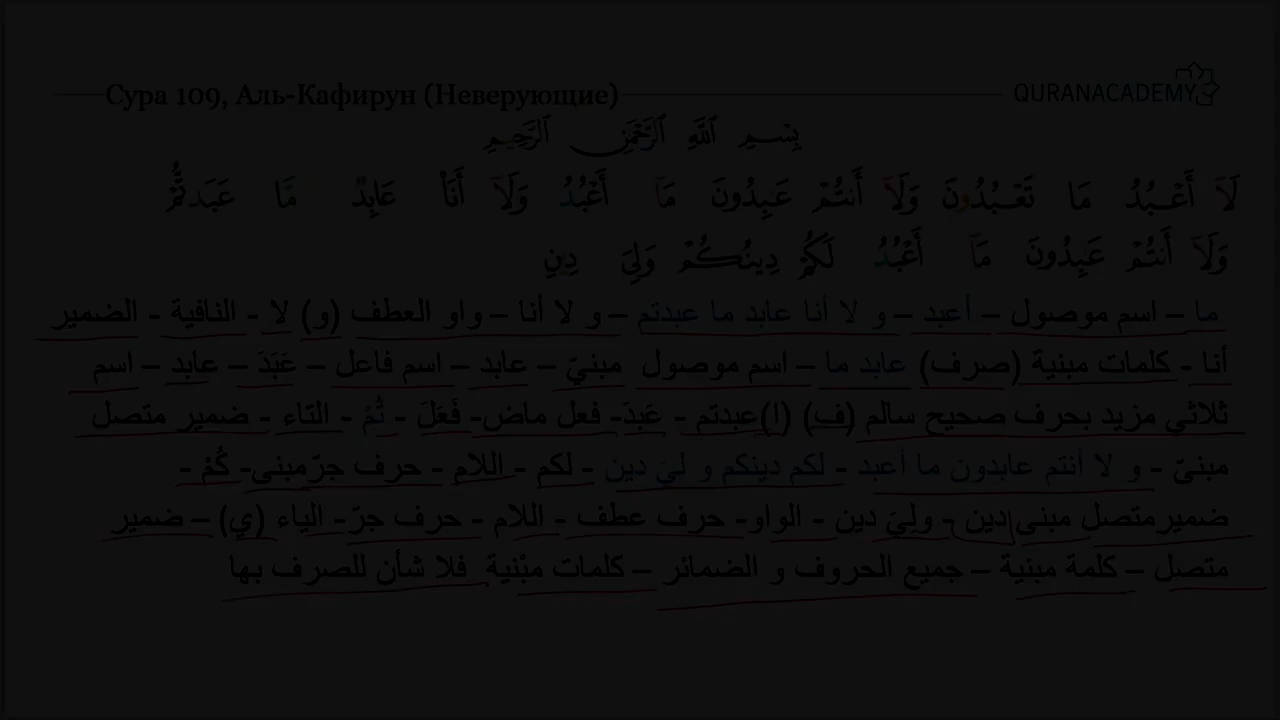 Сура 109, Аль-Кафирун (Неверующие)
QURANACADEMY
بِسْمِ ٱللَّهِ ٱلرَّحْمَٰنِ ٱلرَّحِيمِ
لَآ أَعْبُدُ مَا تَعْبُدُونَ وَلَآ أَنتُمْ عَٰبِدُونَ مَآ أَعْبُدُ وَلَآ أَنَا۠ عَابِدٌ مَّا عَبَدتُّمْ
وَلَآ أَنتُمْ عَٰبِدُونَ مَآ أَعْبُدُ لَكُمْ دِينُكُمْ وَلِىَ دِينِ
ما – اسم موصول – أعبد – و لا أنا عابد ما عبدتم – و لا أنا – واو العطف (و) لا - النافية - الضمير
أنا - كلمات مبنية (صرف) عابد ما – اسم موصول مبنيّ – عابد – اسم فاعل – عَبَدَ – عابد – اسم
ثلاثي مزيد بحرف صحيح سالم (ف) (ا)عبدتم - عَبدَ- فعل ماض- فَعَلَ - تُمْ - التاء - ضمير متصل
مبنىّ - و لا أنتم عابدون ما أعبد - لكم دينكم و ليَ دين - لكم - اللام - حرف جرّمبنى- كُمْ -
ضميرمتصل مبنى دين - وليَ دين - الواو- حرف عطف - اللام - حرف جرّ- الياء (ي) – ضمير
متصل – كلمة مبنية – جميع الحروف و الضمائر – كلمات مبْنية فلا شأن للصرف بها